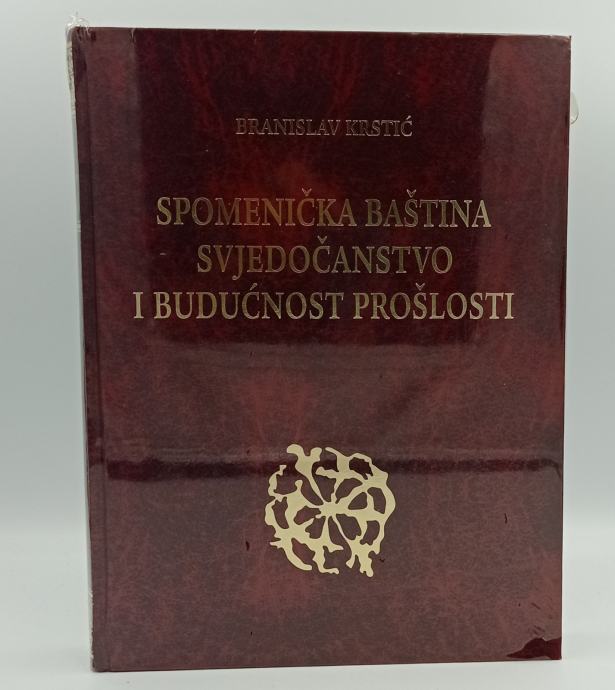 BRANISLAV KRSTIĆ
SPOMENIČKA BAŠTINA
SVJEDOČANSTVO
I BUDUĆNOST PROŠLOSTI